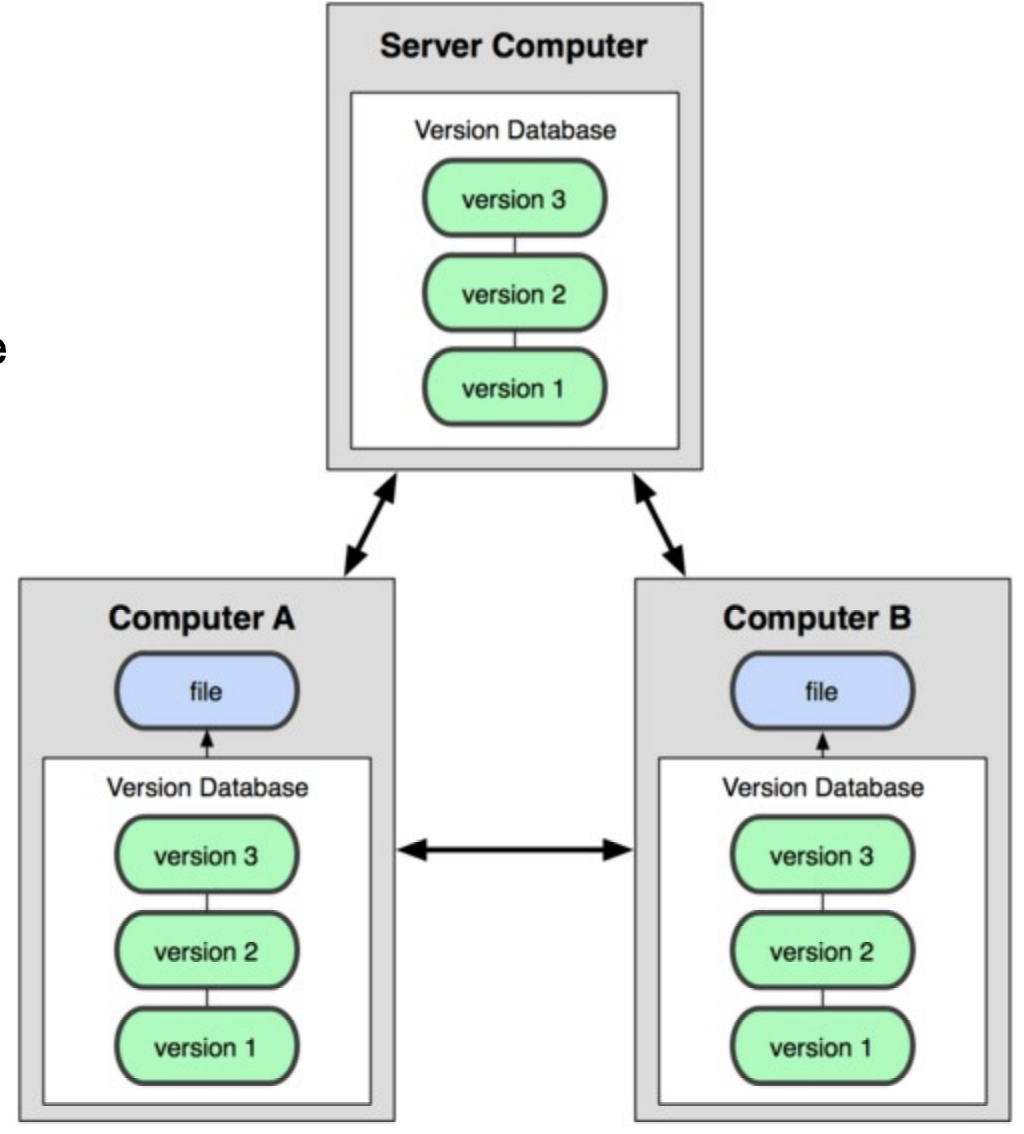 Server Computer
Version Database
version 3
version 2
version 1
e
Computer A
file
Version Database
version 3
version 2
version 1
Computer B
file
Version Database
version 3
version 2
version 1